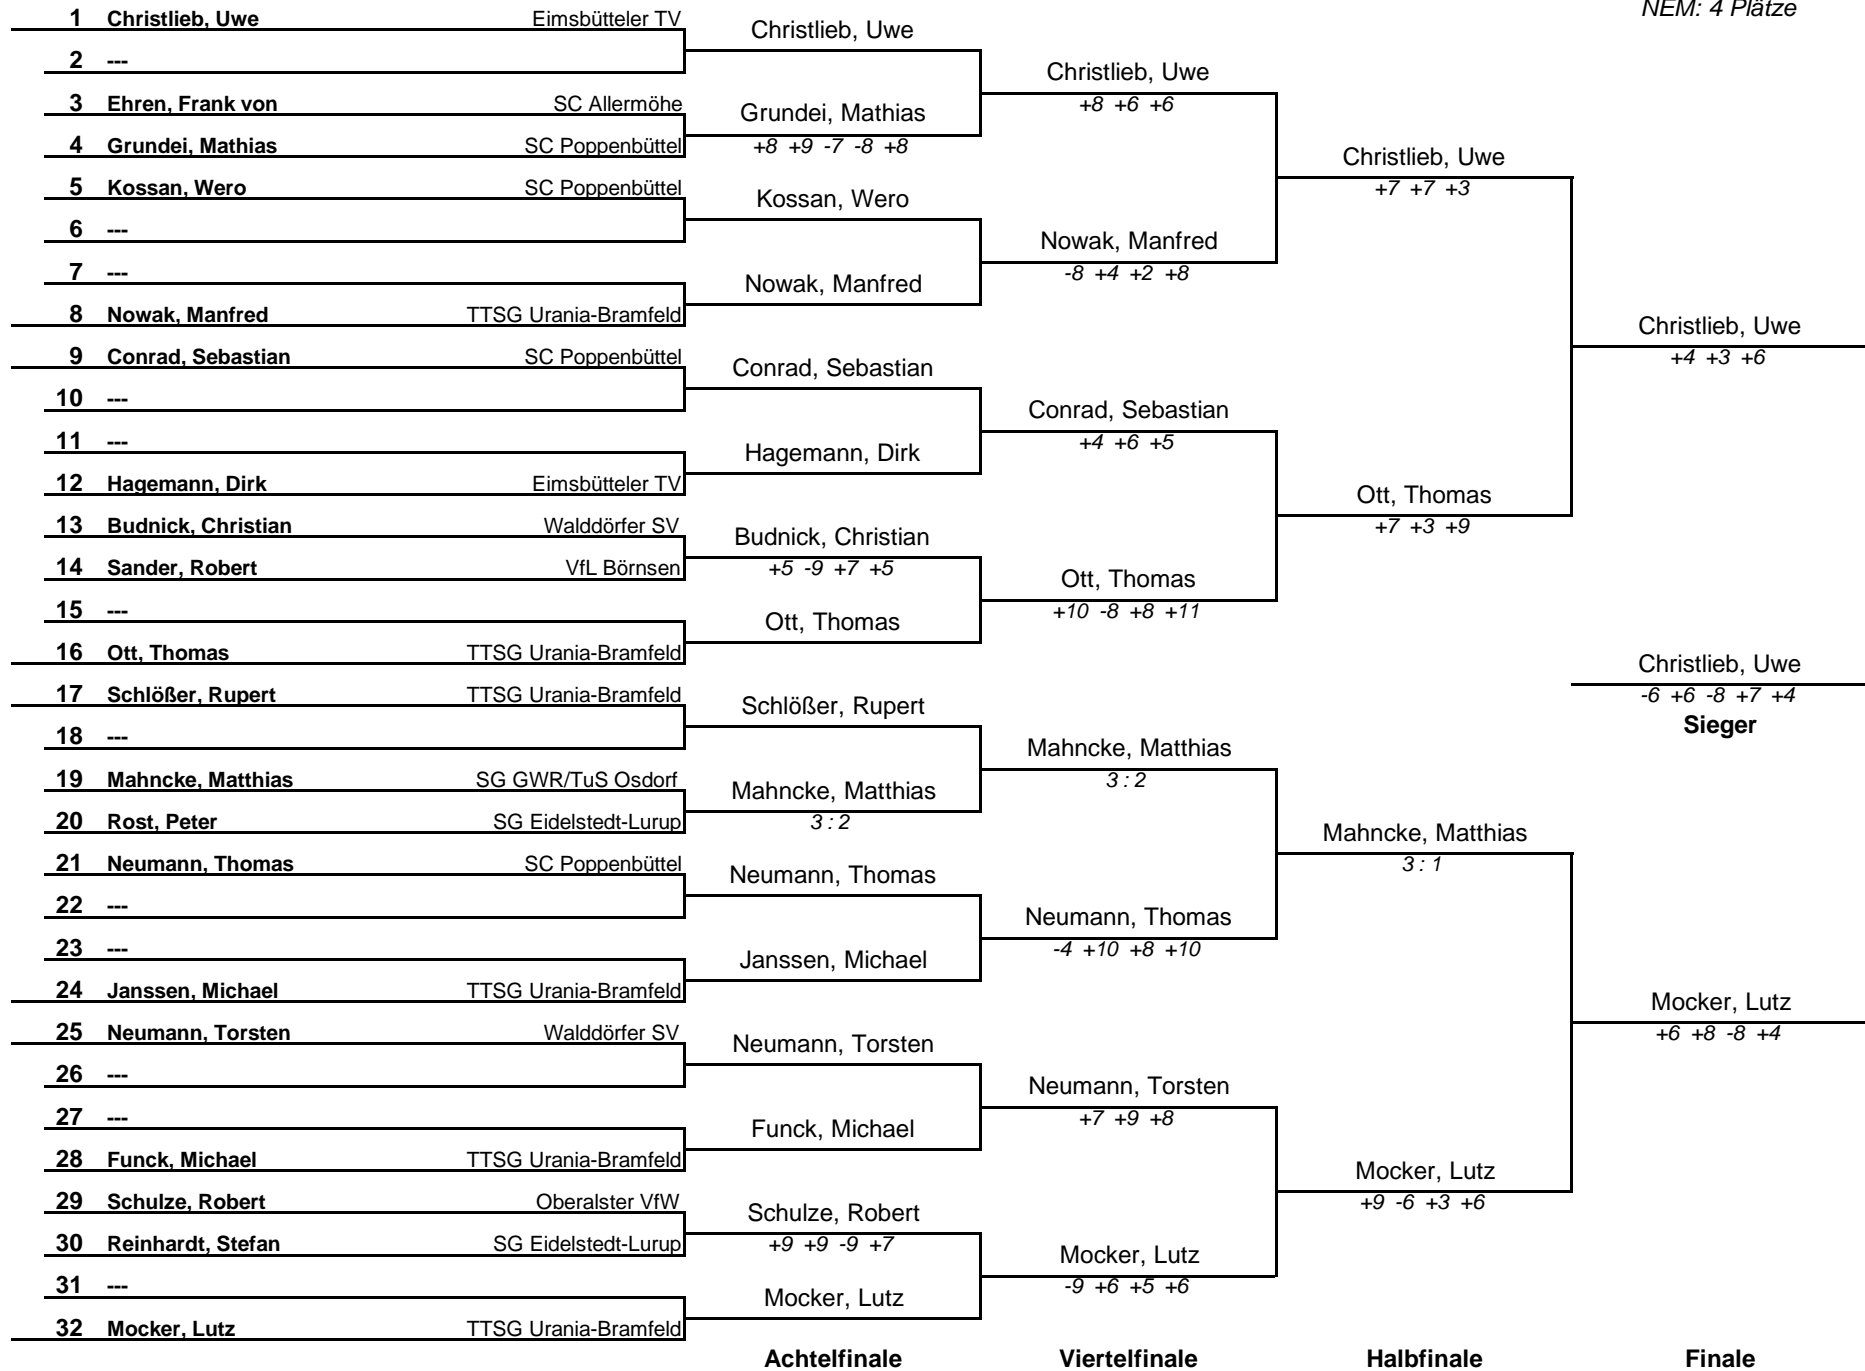 NEM: 4 Plätze
1 Christlieb, Uwe Eimsbütteler TV
2 ---
3 Ehren, Frank von SC Allermöhe
4 Grundei, Mathias SC Poppenbüttel
5 Kossan, Wero SC Poppenbüttel
6 ---
7 ---
8 Nowak, Manfred TTSG Urania-Bramfeld
9 Conrad, Sebastian SC Poppenbüttel
10 ---
11 ---
12 Hagemann, Dirk Eimsbütteler TV
13 Budnick, Christian Walddörfer SV
14 Sander, Robert VfL Börnsen
15 ---
16 Ott, Thomas TTSG Urania-Bramfeld
17 Schlößer, Rupert TTSG Urania-Bramfeld
18 ---
19 Mahncke, Matthias SG GWR/TuS Osdorf
20 Rost, Peter SG Eidelstedt-Lurup
21 Neumann, Thomas SC Poppenbüttel
22 ---
23 ---
24 Janssen, Michael TTSG Urania-Bramfeld
25 Neumann, Torsten Walddörfer SV
26 ---
27 ---
28 Funck, Michael TTSG Urania-Bramfeld
29 Schulze, Robert Oberalster VfW
30 Reinhardt, Stefan SG Eidelstedt-Lurup
31 ---
32 Mocker, Lutz TTSG Urania-Bramfeld
Christlieb, Uwe
Grundei, Mathias
+8 +9 -7 -8 +8
Kossan, Wero
Nowak, Manfred
Conrad, Sebastian
Hagemann, Dirk
Budnick, Christian
+5 -9 +7 +5
Ott, Thomas
Schlößer, Rupert
Mahncke, Matthias
3 : 2
Neumann, Thomas
Janssen, Michael
Neumann, Torsten
Funck, Michael
Schulze, Robert
+9 +9 -9 +7
Mocker, Lutz
Achtelfinale
Christlieb, Uwe
+8 +6 +6
Nowak, Manfred
-8 +4 +2 +8
Conrad, Sebastian
+4 +6 +5
Ott, Thomas
+10 -8 +8 +11
Mahncke, Matthias
3 : 2
Neumann, Thomas
-4 +10 +8 +10
Neumann, Torsten
+7 +9 +8
Mocker, Lutz
-9 +6 +5 +6
Viertelfinale
Christlieb, Uwe
+7 +7 +3
Ott, Thomas
+7 +3 +9
Mahncke, Matthias
3 : 1
Mocker, Lutz
+9 -6 +3 +6
Halbfinale
Christlieb, Uwe
+4 +3 +6
Christlieb, Uwe
-6 +6 -8 +7 +4
Sieger
Mocker, Lutz
+6 +8 -8 +4
Finale